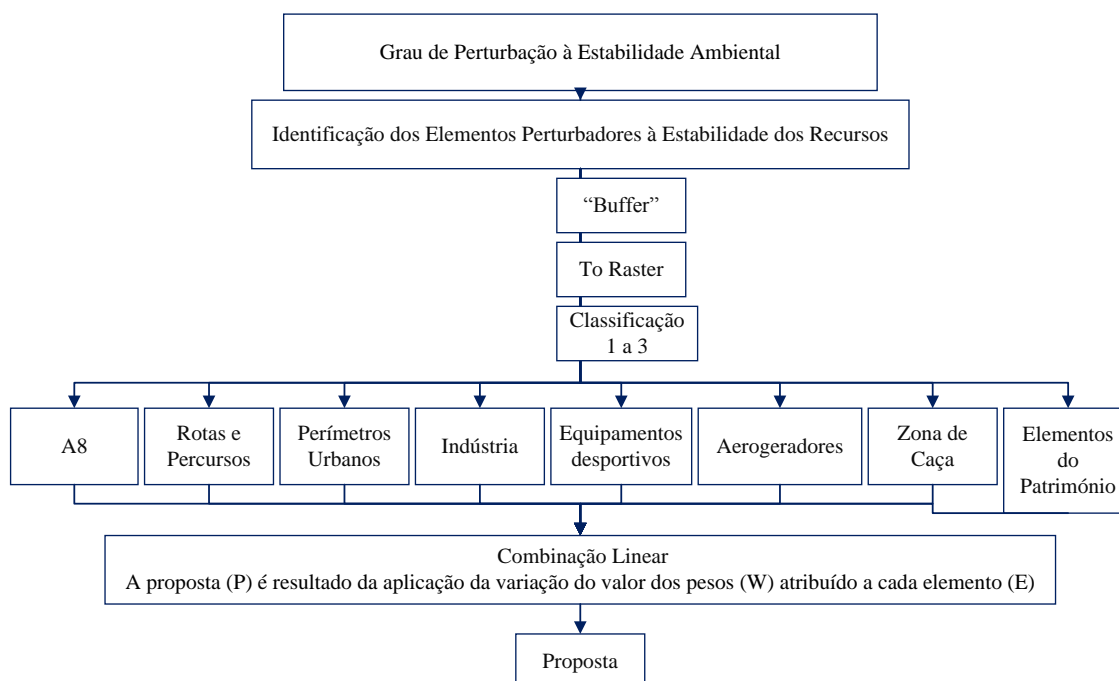 Grau de Perturbação à Estabilidade Ambiental
Identificação dos Elementos Perturbadores à Estabilidade dos Recursos
“Buffer”
To Raster
Classificação
1 a 3
A8
Rotas e
Percursos
Perímetros
Urbanos
Indústria
Equipamentos
desportivos
Aerogeradores
Zona de
Caça
Elementos
do
Património
Combinação Linear
A proposta (P) é resultado da aplicação da variação do valor dos pesos (W) atribuído a cada elemento (E)
Proposta